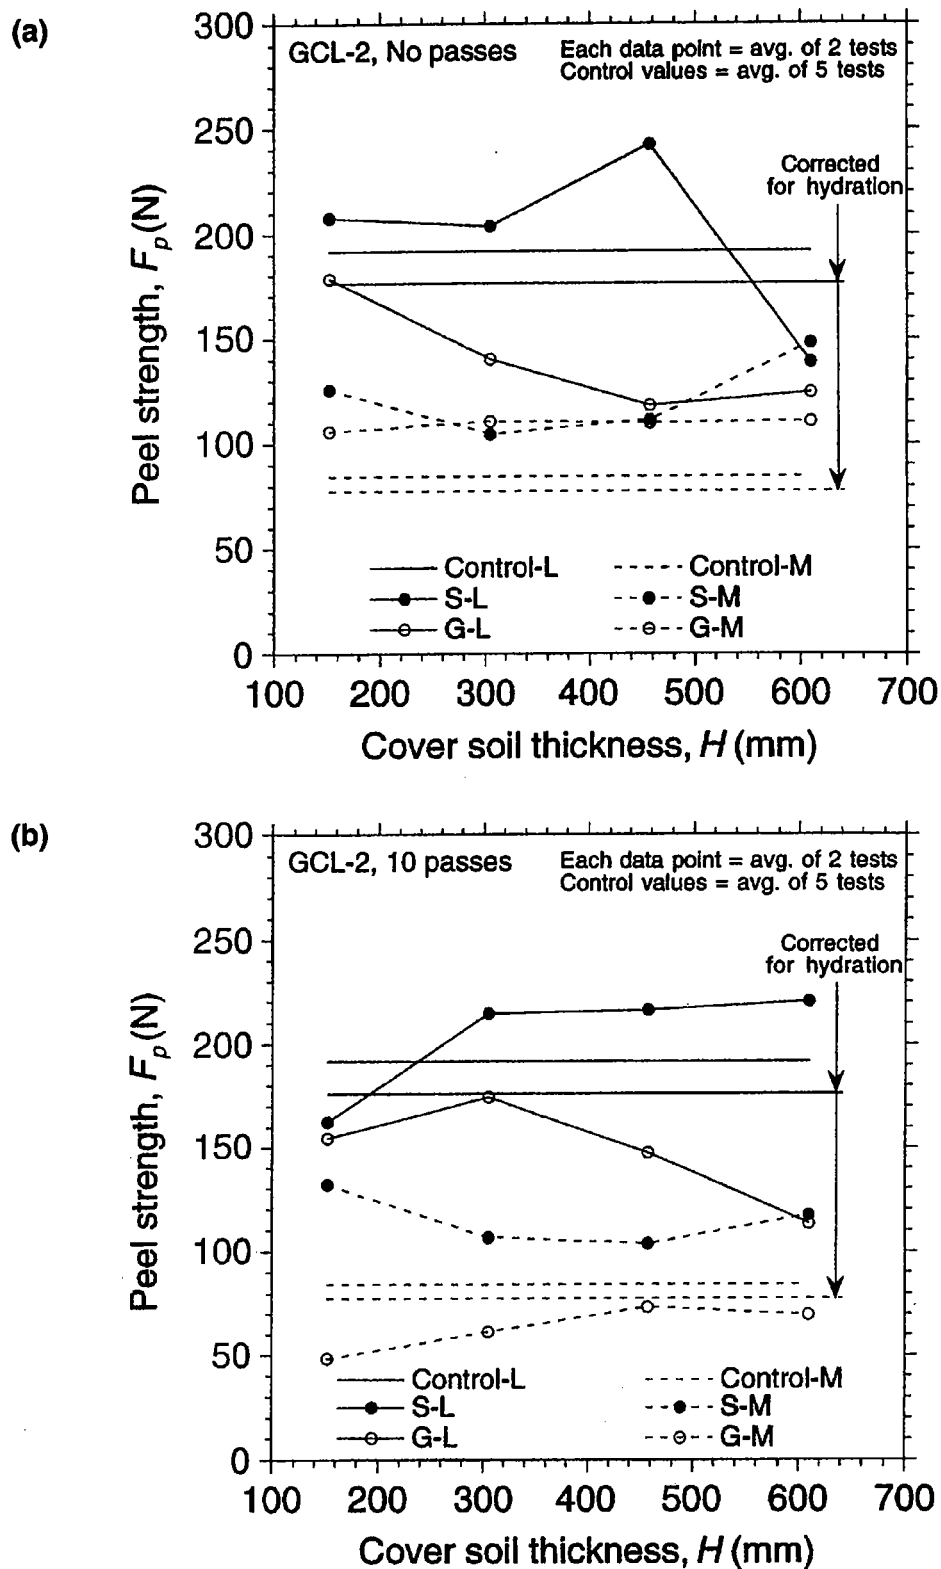 (a)
300
250
200
150
100
50
0
Peel strength, F_p (N)
GCL-2, No passes
Each data point = avg. of 2 tests
Control values = avg. of 5 tests
Corrected
for hydration
Control-L
Control-M
S-L
S-M
G-L
G-M
100 200 300 400 500 600 700
Cover soil thickness, H (mm)
(b)
300
250
200
150
100
50
0
Peel strength, F_p (N)
GCL-2, 10 passes
Each data point = avg. of 2 tests
Control values = avg. of 5 tests
Corrected
for hydration
Control-L
Control-M
S-L
S-M
G-L
G-M
100 200 300 400 500 600 700
Cover soil thickness, H (mm)